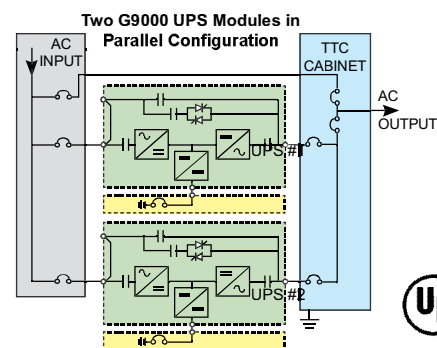 Two G9000 UPS Modules in
Parallel Configuration
AC
INPUT
TTC
CABINET
AC
OUTPUT
UPS #1
UPS #2